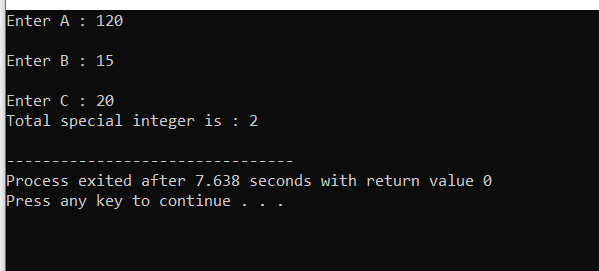 Enter A : 120
Enter B : 15
Enter C : 20
Total special integer is : 2
--------------------------------
Process exited after 7.638 seconds with return value 0
Press any key to continue . . .